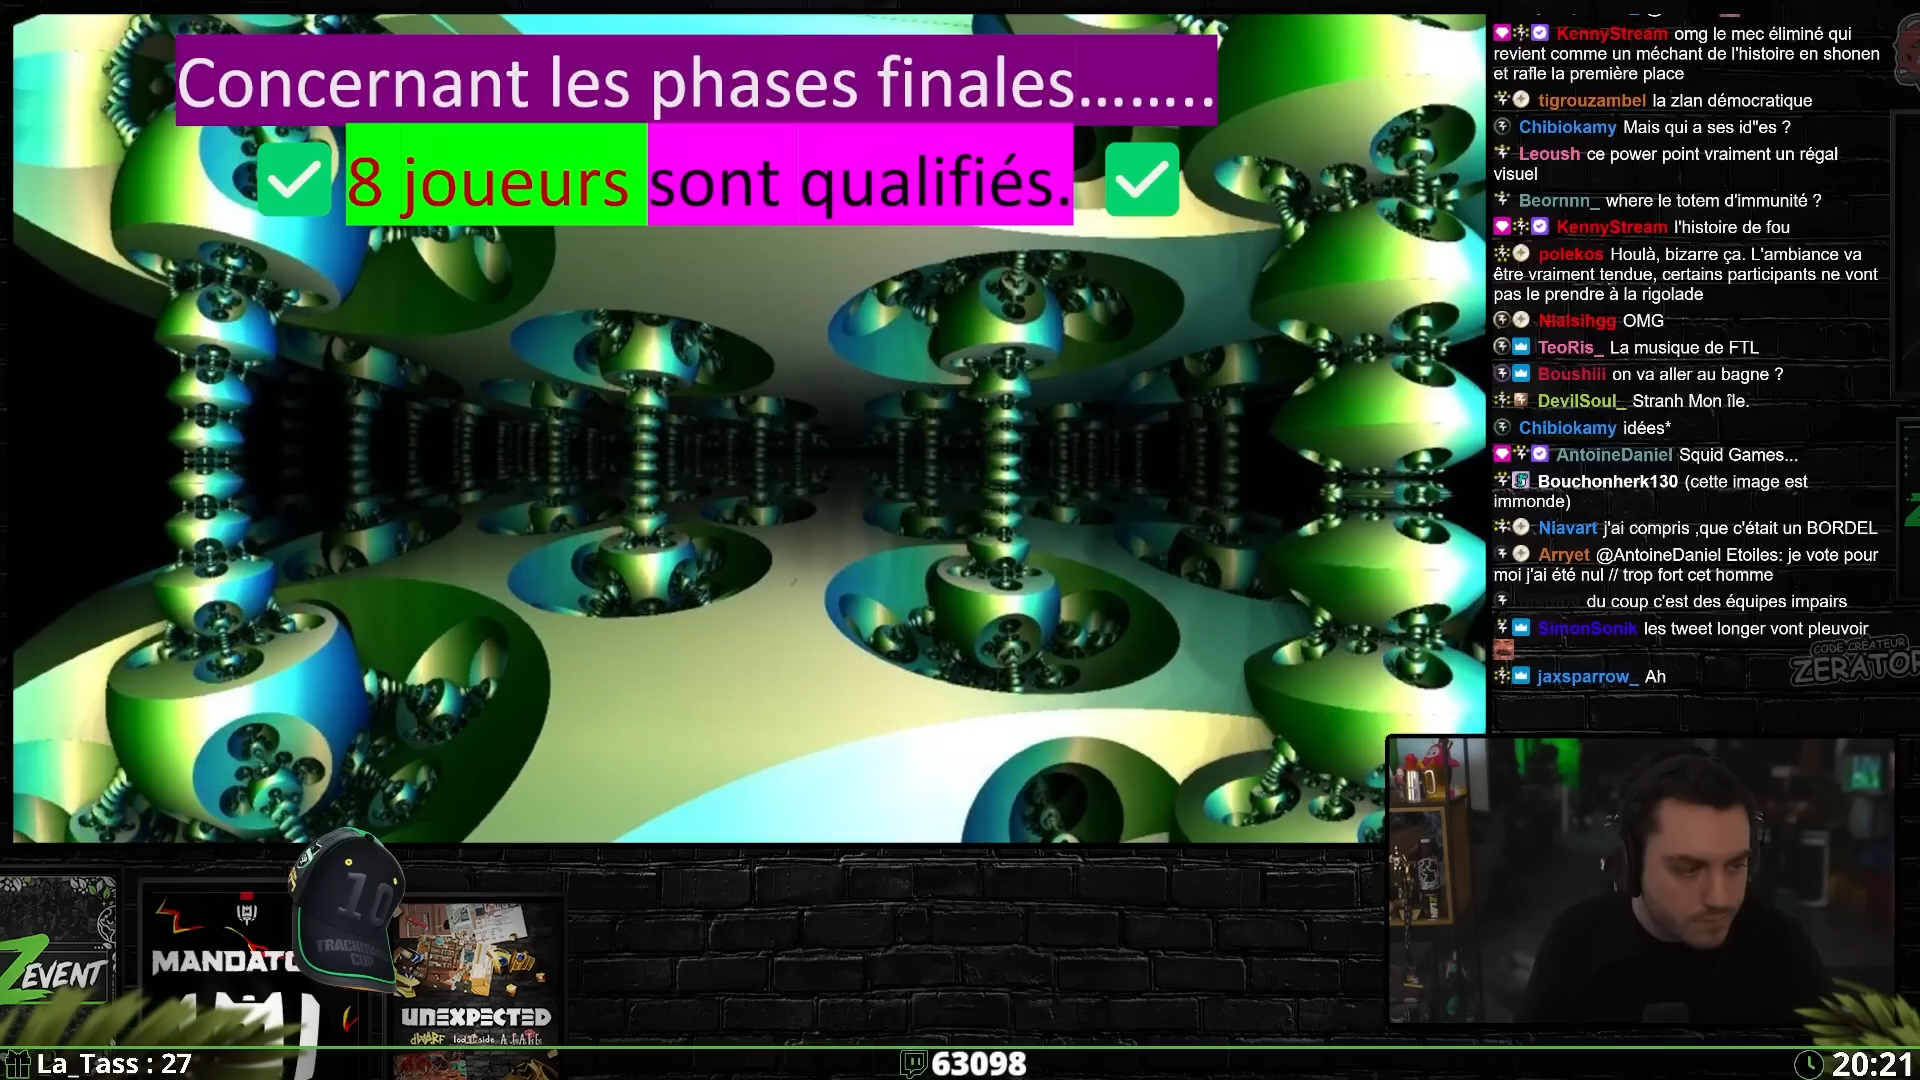 Concernant les phases finales........
✅ 8 joueurs sont qualifiés. ✅
KennyStream omg le mec éliminé qui
revient comme un méchant de l'histoire en shonen
et rafle la première place
tigrouzambel la zlan démocratique
Chibiokamy Mais qui a ses id"es ?
Leoush ce power point vraiment un régal
visuel
Beornnn_ where le totem d'immunité ?
KennyStream l'histoire de fou
polekos Houlà, bizarre ça. L'ambiance va
être vraiment tendue, certains participants ne vont
pas le prendre à la rigolade
Nialsihgg OMG
TeoRis_ La musique de FTL
Boushiii on va aller au bagne ?
DevilSoul_ Stranh Mon île.
Chibiokamy idées*
AntoineDaniel Squid Games...
Bouchonherk130 (cette image est
immonde)
Niavart j'ai compris ,que c'était un BORDEL
Arryet @AntoineDaniel Etoiles: je vote pour
moi j'ai été nul // trop fort cet homme
du coup c'est des équipes impairs
SimonSonik les tweet longer vont pleuvoir
jaxsparrow_ Ah
CODE CRÉATEUR
ZERATOR
ZEVENT
MANDATO
10
TRACKMANIA
CUP
UNEXPECTED
La_Tass : 27
63098
20:21